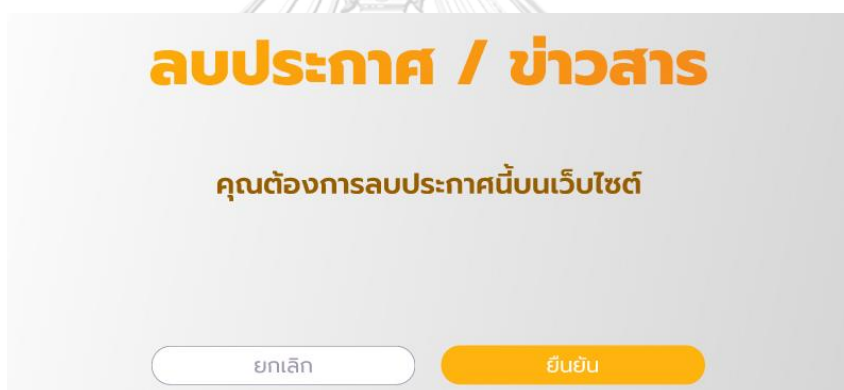 ลบประกาศ / ข่าวสาร
คุณต้องการลบประกาศนี้บนเว็บไซต์
ยกเลิก
ยืนยัน